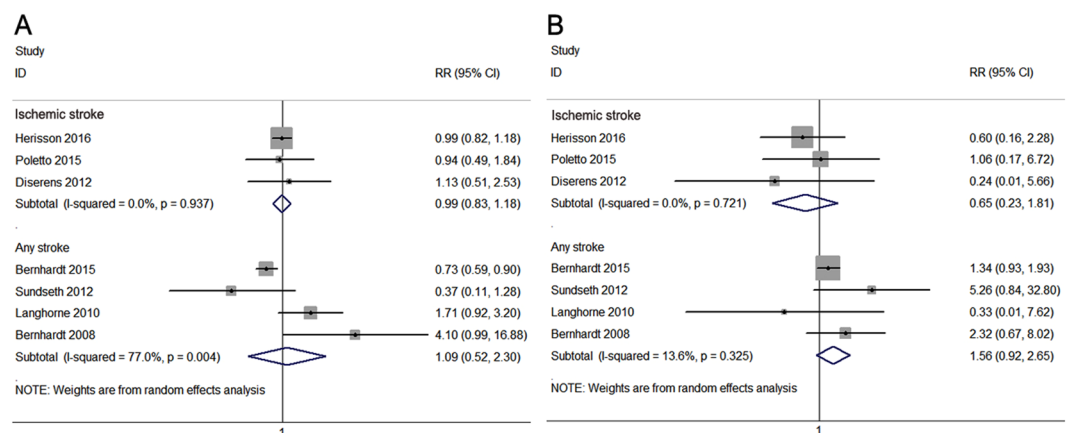 A
Study
ID RR (95% CI)
Ischemic stroke
Herisson 2016 0.99 (0.82, 1.18)
Poletto 2015 0.94 (0.49, 1.84)
Diserens 2012 1.13 (0.51, 2.53)
Subtotal (I-squared = 0.0%, p = 0.937) 0.99 (0.83, 1.18)
.
Any stroke
Bernhardt 2015 0.73 (0.59, 0.90)
Sundseth 2012 0.37 (0.11, 1.28)
Langhorne 2010 1.71 (0.92, 3.20)
Bernhardt 2008 4.10 (0.99, 16.88)
Subtotal (I-squared = 77.0%, p = 0.004) 1.09 (0.52, 2.30)
.
NOTE: Weights are from random effects analysis
1
B
Study
ID RR (95% CI)
Ischemic stroke
Herisson 2016 0.60 (0.16, 2.28)
Poletto 2015 1.06 (0.17, 6.72)
Diserens 2012 0.24 (0.01, 5.66)
Subtotal (I-squared = 0.0%, p = 0.721) 0.65 (0.23, 1.81)
.
Any stroke
Bernhardt 2015 1.34 (0.93, 1.93)
Sundseth 2012 5.26 (0.84, 32.80)
Langhorne 2010 0.33 (0.01, 7.62)
Bernhardt 2008 2.32 (0.67, 8.02)
Subtotal (I-squared = 13.6%, p = 0.325) 1.56 (0.92, 2.65)
.
NOTE: Weights are from random effects analysis
1